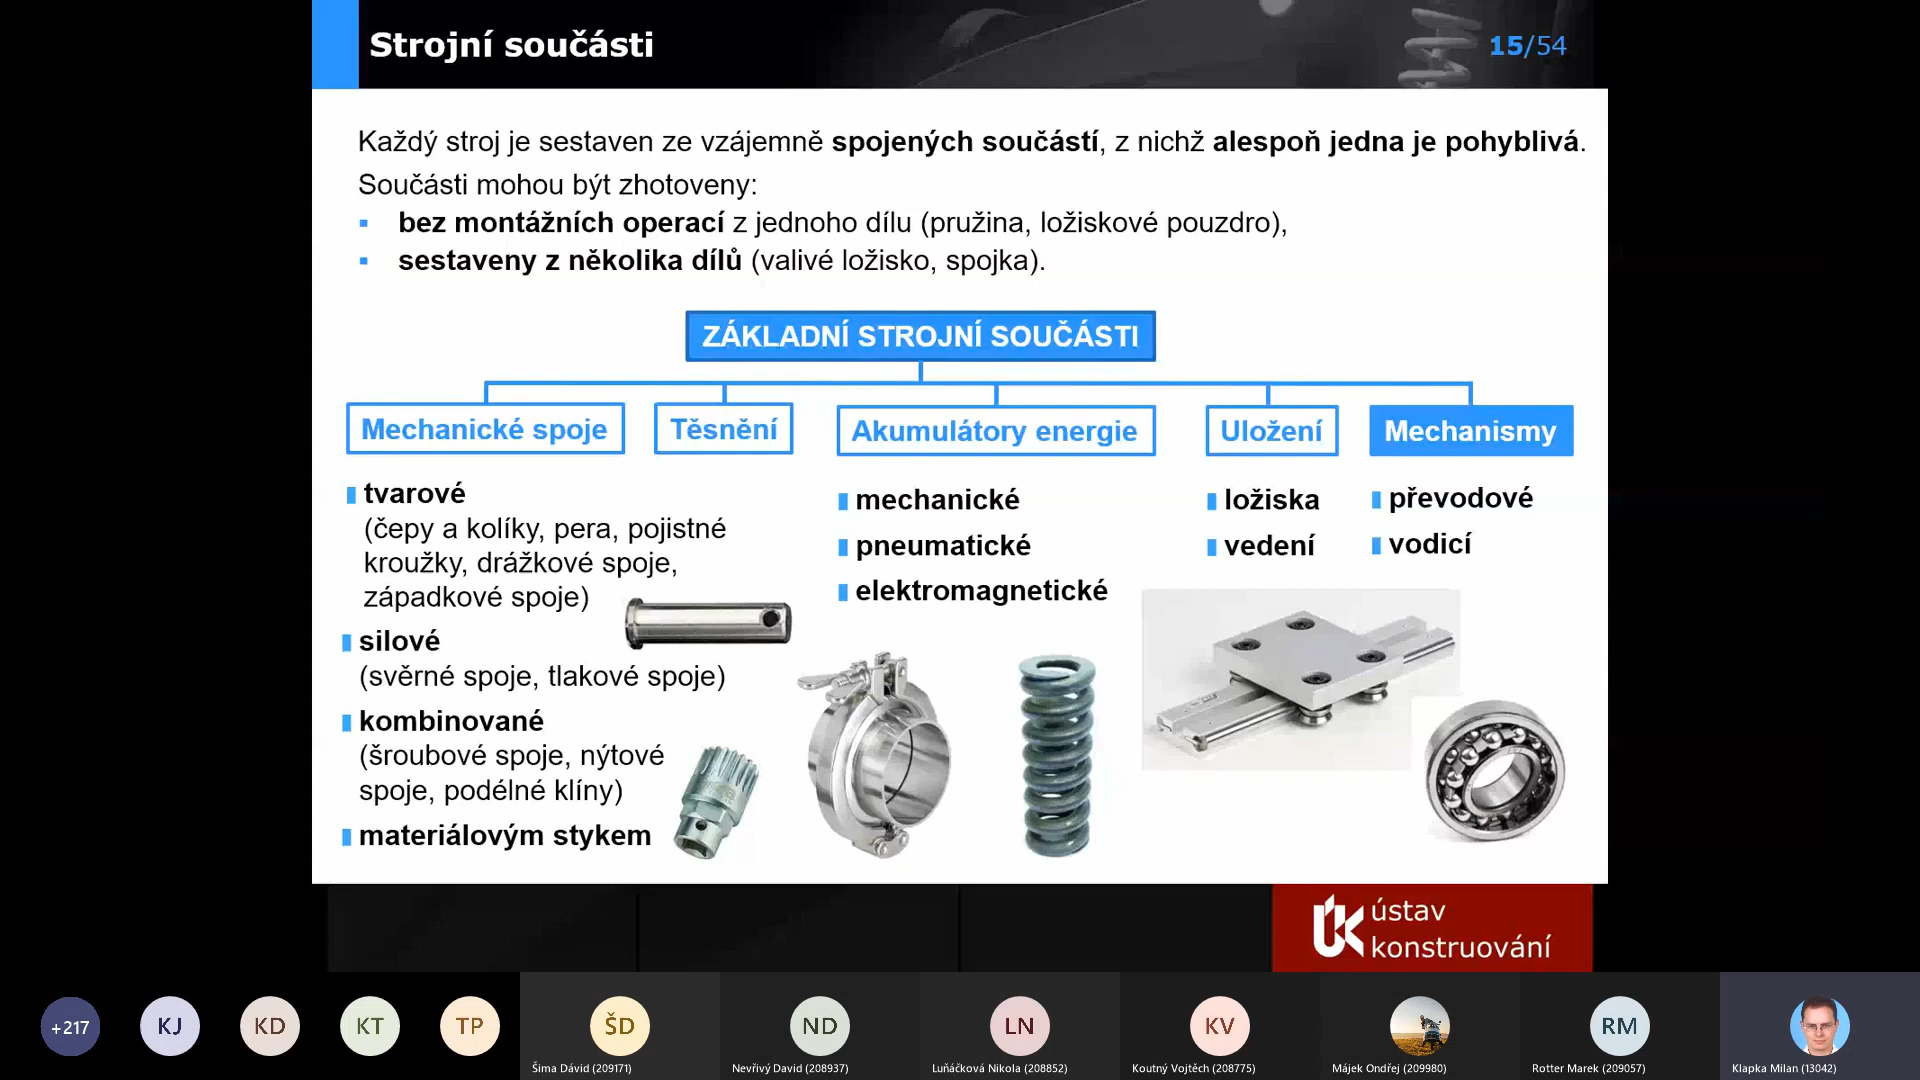 Strojní součásti
15/54
Každý stroj je sestaven ze vzájemně spojených součástí, z nichž alespoň jedna je pohyblivá.
Součásti mohou být zhotoveny:
▪ bez montážních operací z jednoho dílu (pružina, ložiskové pouzdro),
▪ sestaveny z několika dílů (valivé ložisko, spojka).
ZÁKLADNÍ STROJNÍ SOUČÁSTI
Mechanické spoje
tvarové
(čepy a kolíky, pera, pojistné
kroužky, drážkové spoje,
západkové spoje)
silové
(svěrné spoje, tlakové spoje)
kombinované
(šroubové spoje, nýtové
spoje, podélné klíny)
materiálovým stykem
Těsnění
Akumulátory energie
mechanické
pneumatické
elektromagnetické
Uložení
ložiska
vedení
Mechanismy
převodové
vodicí
ÚK
ústav
konstruování
+217
KJ
KD
KT
TP
ŠD
Šima Dávid (209171)
ND
Nevřivý David (208937)
LN
Luňáčková Nikola (208852)
KV
Koutný Vojtěch (208775)
Májek Ondřej (209980)
RM
Rotter Marek (209057)
Klapka Milan (13042)